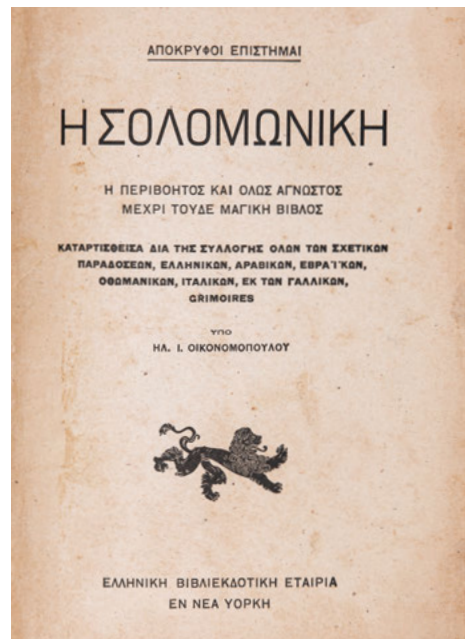 ΑΠΟΚΡΥΦΟΙ ΕΠΙΣΤΗΜΑΙ
Η ΣΟΛΟΜΩΝΙΚΗ
Η ΠΕΡΙΒΟΗΤΟΣ ΚΑΙ ΟΛΩΣ ΑΓΝΩΣΤΟΣ
ΜΕΧΡΙ ΤΟΥΔΕ ΜΑΓΙΚΗ ΒΙΒΛΟΣ
ΚΑΤΑΡΤΙΣΘΕΙΣΑ ΔΙΑ ΤΗΣ ΣΥΛΛΟΓΗΣ ΟΛΩΝ ΤΩΝ ΣΧΕΤΙΚΩΝ
ΠΑΡΑΔΟΣΕΩΝ, ΕΛΛΗΝΙΚΩΝ, ΑΡΑΒΙΚΩΝ, ΕΒΡΑΪΚΩΝ,
ΟΘΩΜΑΝΙΚΩΝ, ΙΤΑΛΙΚΩΝ, ΕΚ ΤΩΝ ΓΑΛΛΙΚΩΝ,
GRIMOIRES
ΥΠΟ
ΗΛ. Ι. ΟΙΚΟΝΟΜΟΠΟΥΛΟΥ
ΕΛΛΗΝΙΚΗ ΒΙΒΛΙΕΚΔΟΤΙΚΗ ΕΤΑΙΡΙΑ
ΕΝ ΝΕΑ ΥΟΡΚΗ